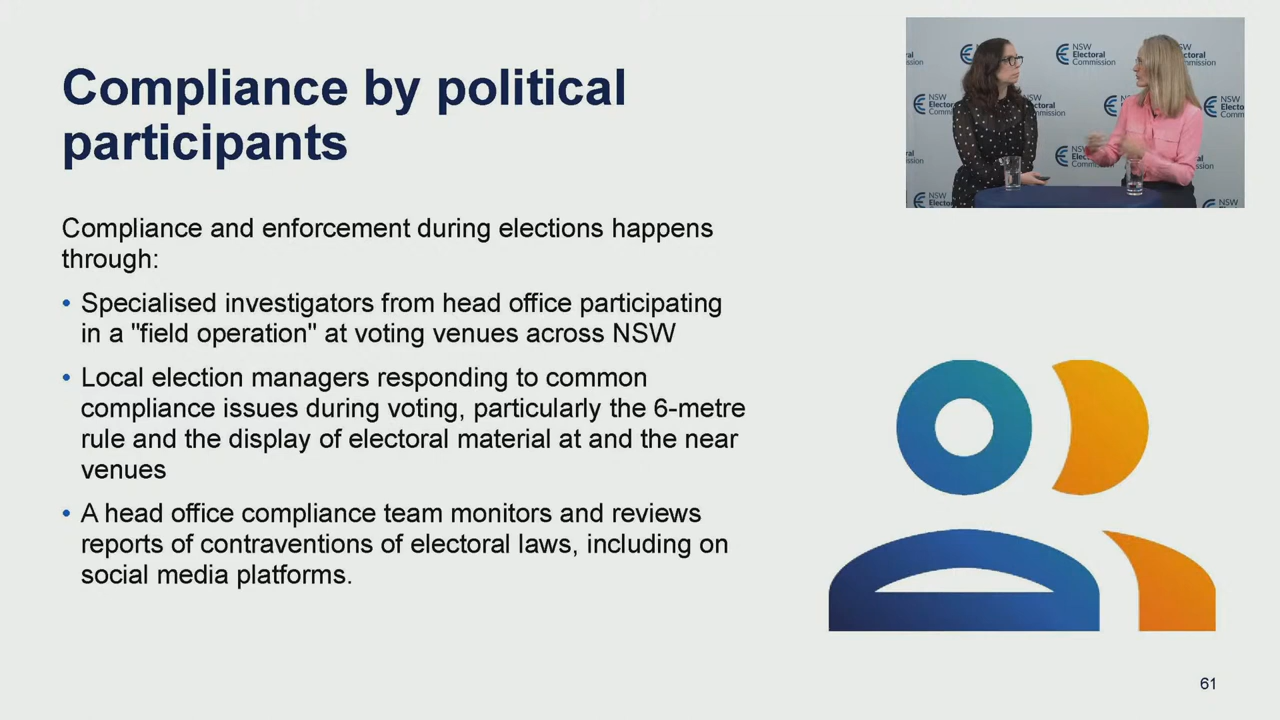 Compliance by political
participants
Compliance and enforcement during elections happens
through:
• Specialised investigators from head office participating
in a "field operation" at voting venues across NSW
• Local election managers responding to common
compliance issues during voting, particularly the 6-metre
rule and the display of electoral material at and the near
venues
• A head office compliance team monitors and reviews
reports of contraventions of electoral laws, including on
social media platforms.
NSW
Electoral
Commission
61